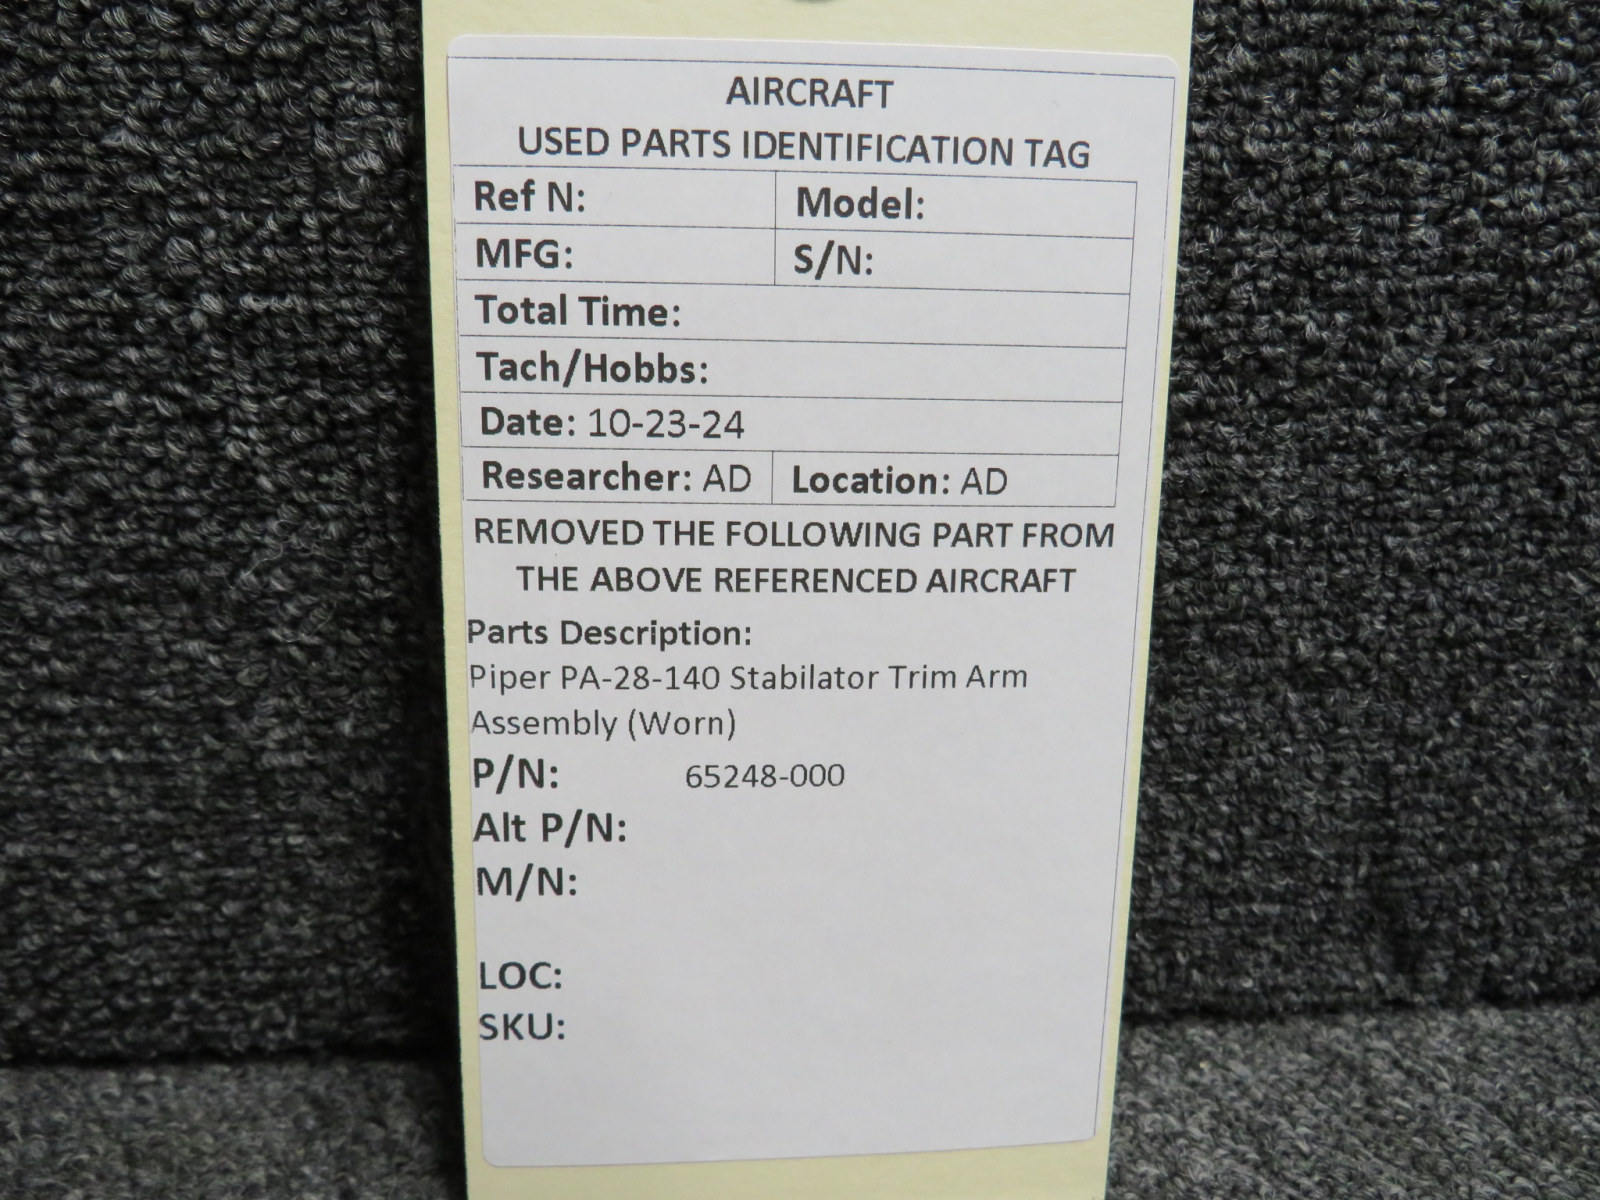 AIRCRAFT
USED PARTS IDENTIFICATION TAG
Ref N: Model:
MFG: S/N:
Total Time:
Tach/Hobbs:
Date: 10-23-24
Researcher: AD Location: AD
REMOVED THE FOLLOWING PART FROM
THE ABOVE REFERENCED AIRCRAFT
Parts Description:
Piper PA-28-140 Stabilator Trim Arm
Assembly (Worn)
P/N: 65248-000
Alt P/N:
M/N:
LOC:
SKU: